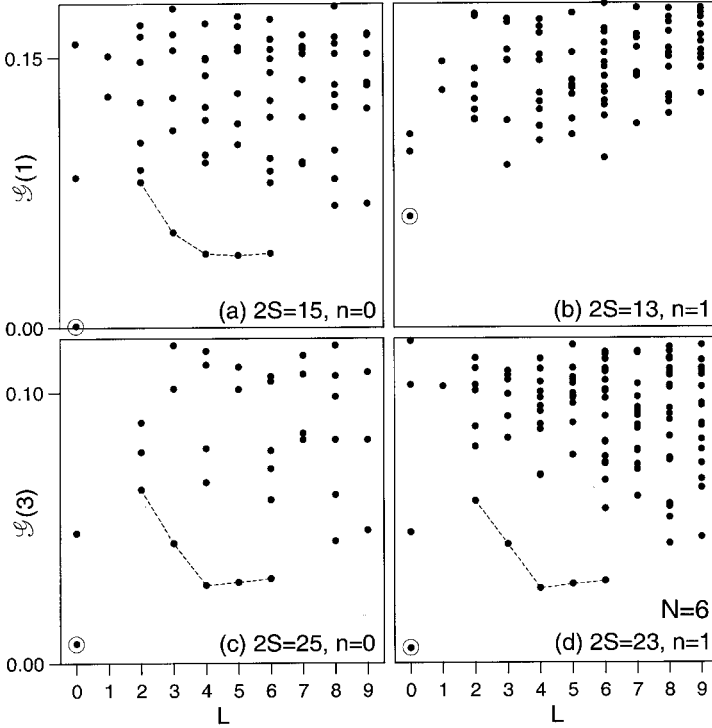 0.15
𝒢(1)
0.00
(a) 2S=15, n=0
(b) 2S=13, n=1
0.10
𝒢(3)
0.00
(c) 2S=25, n=0
N=6
(d) 2S=23, n=1
0 1 2 3 4 5 6 7 8 9
0 1 2 3 4 5 6 7 8 9
L
L